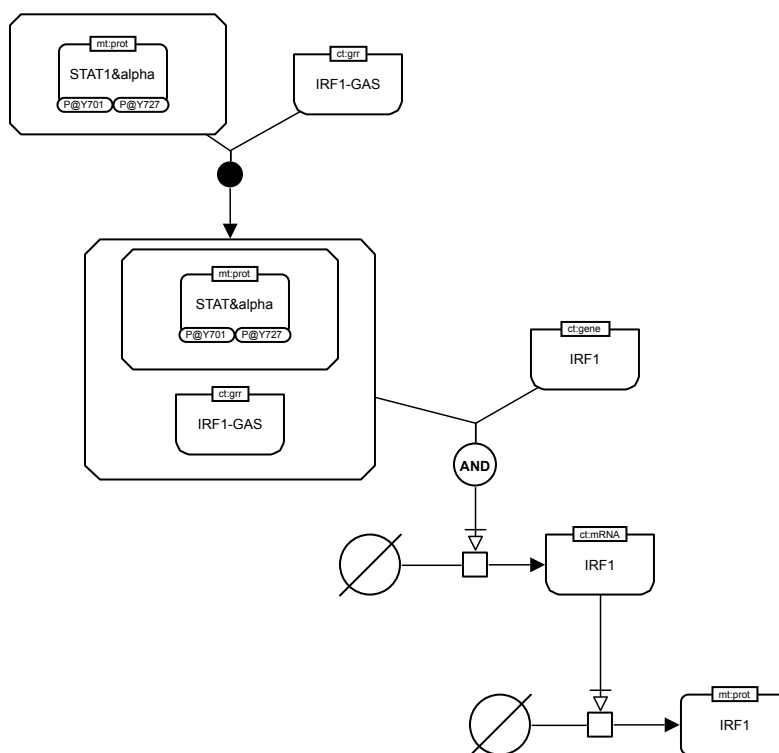 mt:prot
STAT1&alpha
P@Y701 P@Y727
ct:grr
IRF1-GAS
mt:prot
STAT&alpha
P@Y701 P@Y727
ct:grr
IRF1-GAS
ct:gene
IRF1
AND
ct:mRNA
IRF1
mt:prot
IRF1